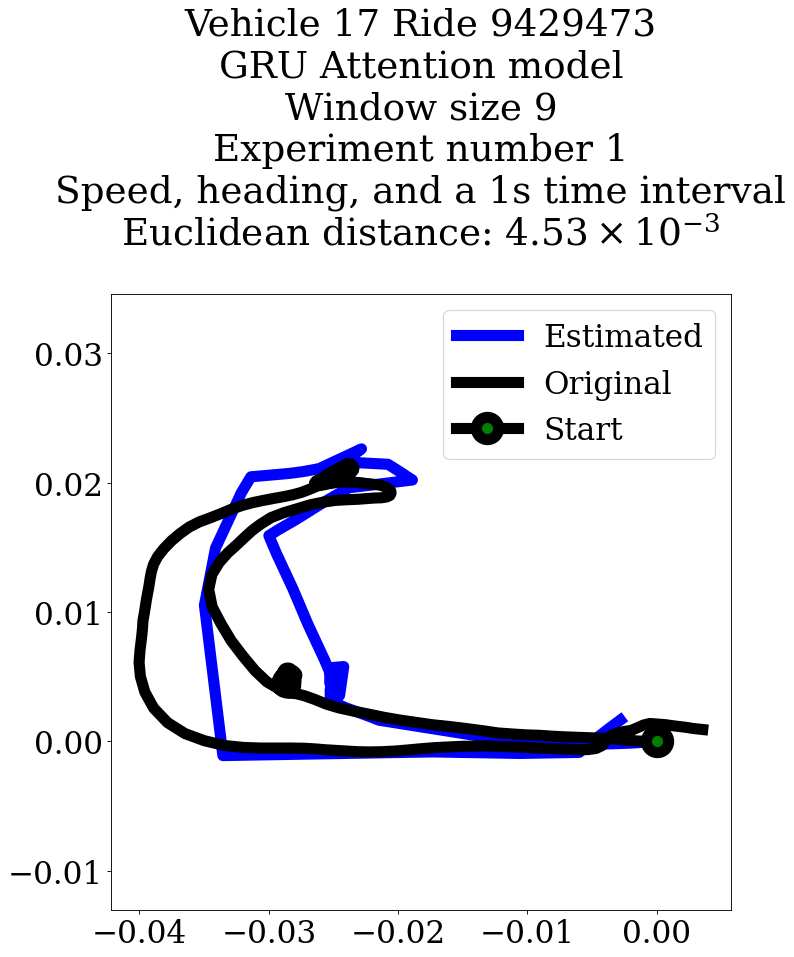 Vehicle 17 Ride 9429473
GRU Attention model
Window size 9
Experiment number 1
Speed, heading, and a 1s time interval
Euclidean distance: 4.53 × 10⁻³
Estimated
Original
Start
0.03
0.02
0.01
0.00
−0.01
−0.04 −0.03 −0.02 −0.01 0.00